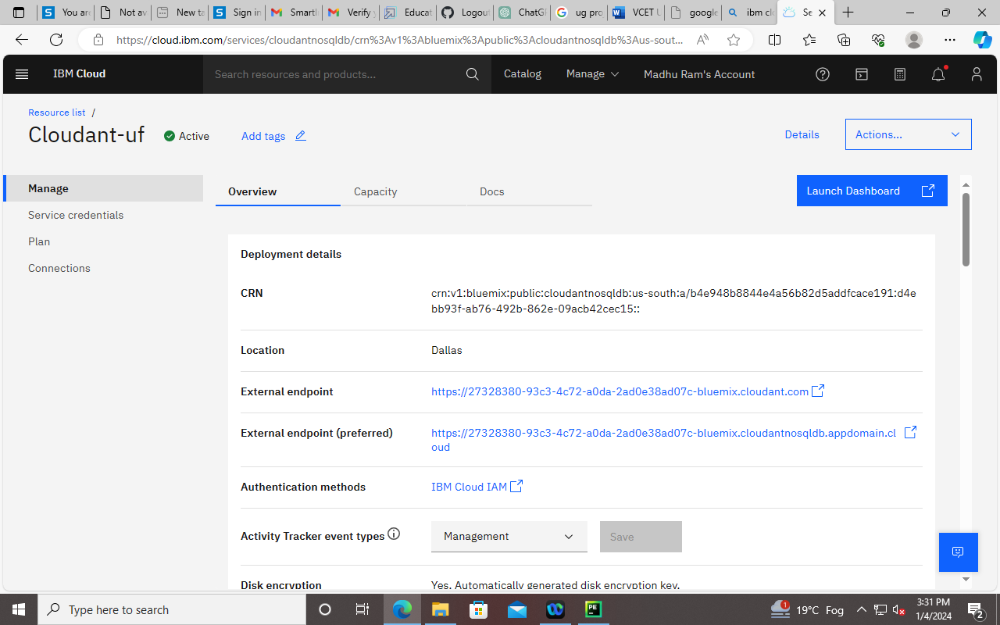 You are
Not av
New ta
Sign in
SmartI
Verify y
Educat
Logout
ChatG
ug pro
VCET U
google
ibm clo
Se
https://cloud.ibm.com/services/cloudantnosqldb/crn%3Av1%3Abluemix%3Apublic%3Acloudantnosqldb%3Aus-sout...
IBM Cloud
Search resources and products...
Catalog
Manage
Madhu Ram's Account
Resource list /
Cloudant-uf
Active
Add tags
Details
Actions...
Manage
Service credentials
Plan
Connections
Overview
Capacity
Docs
Launch Dashboard
Deployment details
CRN
crn:v1:bluemix:public:cloudantnosqldb:us-south:a/b4e948b8844e4a56b82d5addfcace191:d4e
bb93f-ab76-492b-862e-09acb42cec15::
Location
Dallas
External endpoint
https://27328380-93c3-4c72-a0da-2ad0e38ad07c-bluemix.cloudant.com
External endpoint (preferred)
https://27328380-93c3-4c72-a0da-2ad0e38ad07c-bluemix.cloudantnosqldb.appdomain.cl
oud
Authentication methods
IBM Cloud IAM
Activity Tracker event types
Management
Save
Disk encryption
Yes. Automatically generated disk encryption key.
Type here to search
1
19°C Fog
3:31 PM
1/4/2024
2